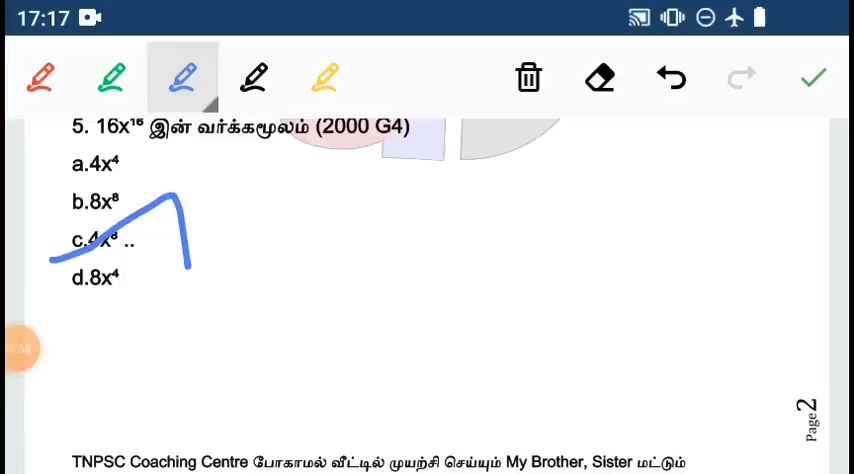 17:17
5. 16x¹⁶ இன் வர்க்கமூலம் (2000 G4)
a.4x⁴
b.8x⁸
c.4x⁸ ..
d.8x⁴
Page 2
TNPSC Coaching Centre போகாமல் வீட்டில் முயற்சி செய்யும் My Brother, Sister மட்டும்